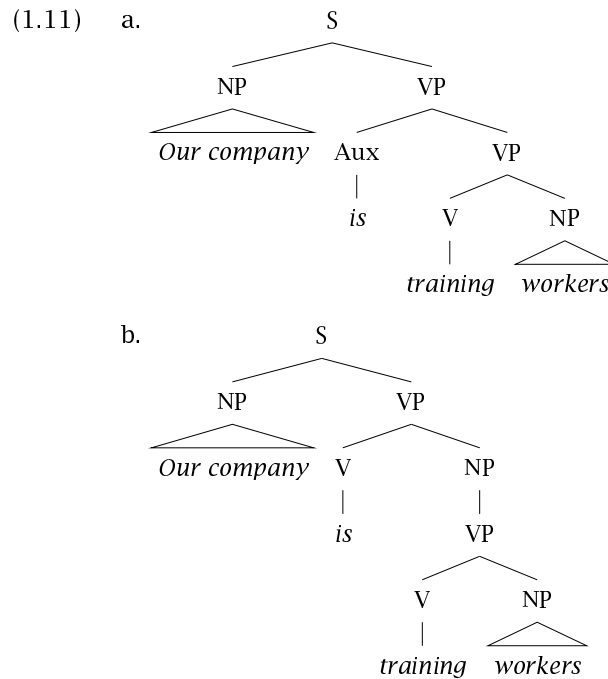 (1.11) a. S
NP VP
Our company Aux VP
is V NP
training workers
b. S
NP VP
Our company V NP
is VP
V NP
training workers